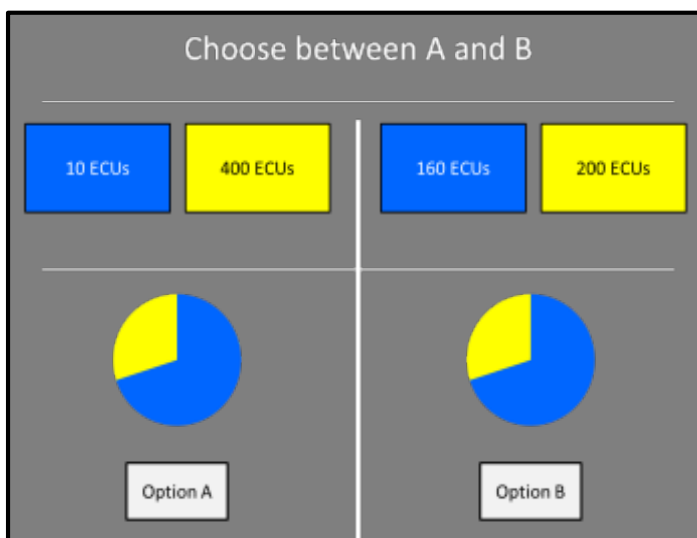 Choose between A and B
10 ECUs 400 ECUs 160 ECUs 200 ECUs
Option A Option B